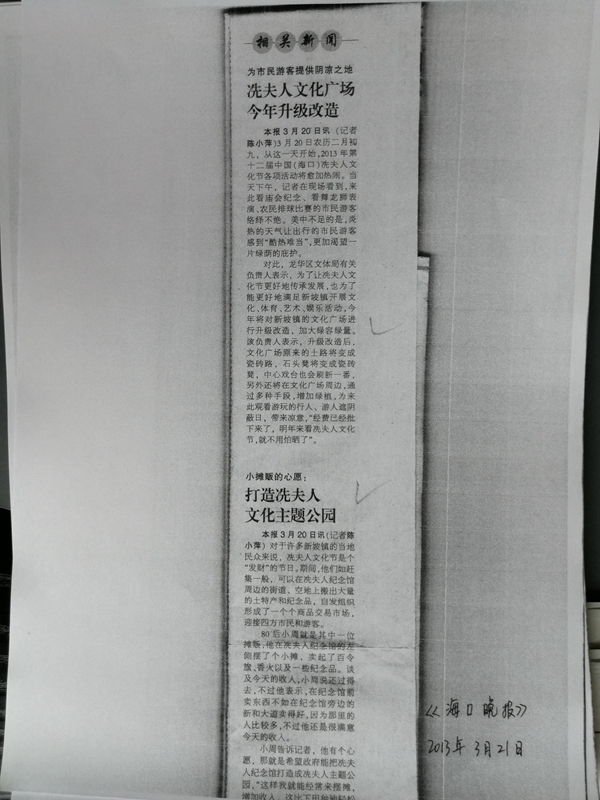 相关新闻
为市民游客提供阴凉之地
冼夫人文化广场
今年升级改造
本报3月20日讯（记者
陈小萍）3月20日农历二月初
九，从这一天开始，2013年第
十二届中国（海口）冼夫人文
化节各项活动将愈加热闹。当
天下午，记者在现场看到，来
此看庙会纪念、看舞龙狮表
演、农民排球比赛的市民游客
络绎不绝。美中不足的是，炎
热的天气让出行的市民游客
感到“酷热难当”，更加渴望一
片绿荫的庇护。
对此，龙华区文体局有关
负责人表示，为了让冼夫人文
化节更好地传承发展，也为了
能更好地满足新坡镇开展文
化、体育、艺术、娱乐活动，今
年将对新坡镇的文化广场进
行升级改造，加大绿容绿量。
该负责人表示，升级改造后，
文化广场原来的土路将变成
瓷砖路，石头凳将变成瓷砖
凳，中心戏台也会刷新一番，
另外还将在文化广场周边，通
过多种手段，增加绿植，为来
此观看游玩的行人、游人遮阴
蔽日，带来凉意，“经费已经批
下来了，明年来看冼夫人文化
节，就不用怕晒了”。
小摊贩的心愿：
打造冼夫人
文化主题公园
本报3月20日讯（记者陈
小萍）对于许多新坡镇的当地
民众来说，冼夫人文化节是个
“发财”的节日。期间，他们如赶
集一般，可以在冼夫人纪念馆
周边的街道，空地上搬出大量
的土特产和纪念品，自发组织
形成了一个个商品交易市场，
迎接四方市民和游客。
80后小周就是其中一位
摊贩，他在冼夫人纪念馆的左
侧摆了个小摊，卖起了百令
旗、香火以及一些纪念品。谈
及今天的收入，小周说还过得
去，不过他表示，在纪念馆前
卖东西不如在纪念馆旁边的
新和大道卖得好，因为那里的
人比较多，不过他还是很满意
今天的收入。
小周告诉记者，他有个心
愿，那就是希望政府能把冼夫
人纪念馆打造成冼夫人主题公
园，“这样我就能经常来摆摊，
增加收入，这比下田种地轻松
《海口晚报》
2013年3月21日